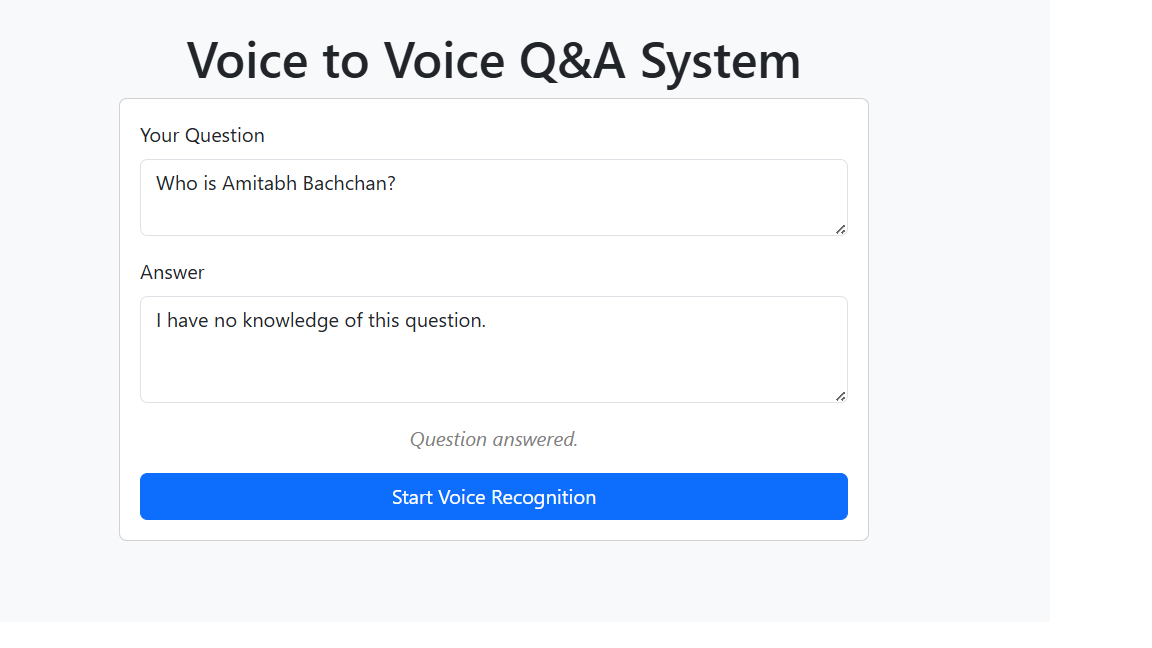 Voice to Voice Q&A System
Your Question
Who is Amitabh Bachchan?
Answer
I have no knowledge of this question.
Question answered.
Start Voice Recognition